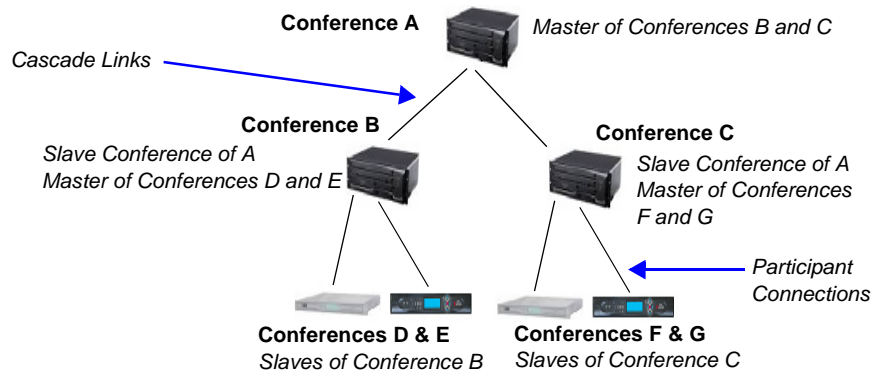 Conference A
Master of Conferences B and C
Cascade Links
Conference B
Slave Conference of A
Master of Conferences D and E
Conference C
Slave Conference of A
Master of Conferences
F and G
Participant
Connections
Conferences D & E
Slaves of Conference B
Conferences F & G
Slaves of Conference C